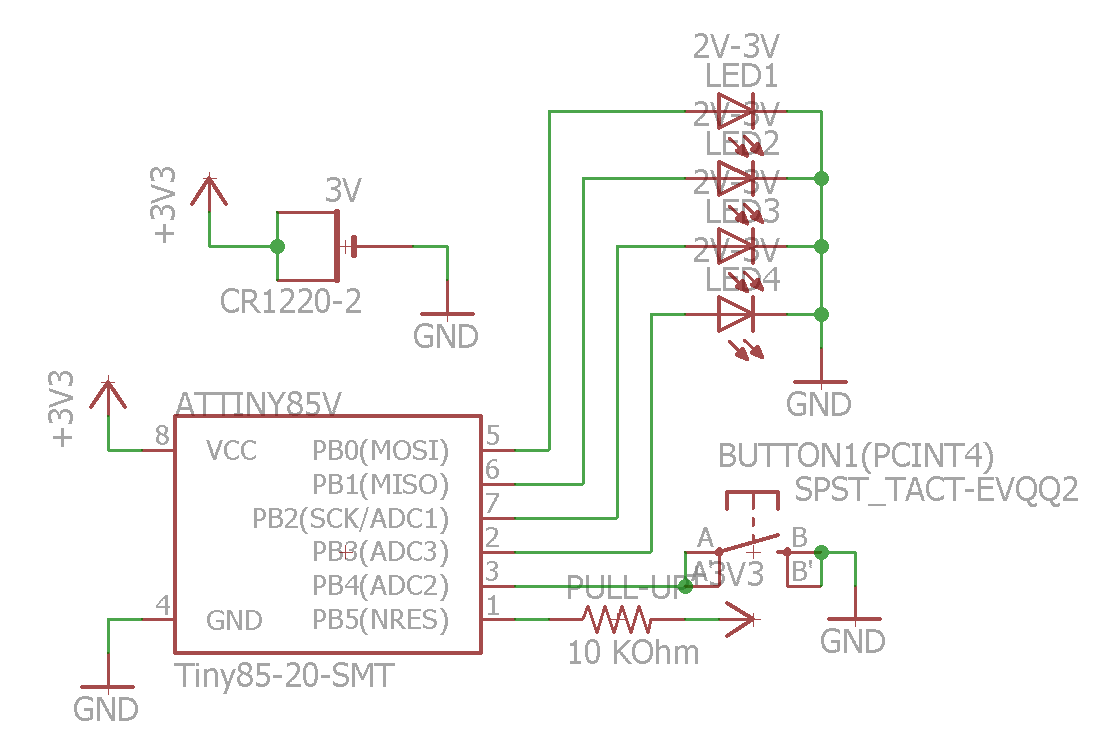 2V-3V
LED1
2V-3V
LED2
2V-3V
LED3
2V-3V
LED4
GND
+3V3
3V
CR1220-2
GND
+3V3
ATTINY85V
8
VCC
PB0(MOSI)
5
PB1(MISO)
6
PB2(SCK/ADC1)
7
PB3(ADC3)
2
PB4(ADC2)
3
4
GND
PB5(NRES)
1
Tiny85-20-SMT
GND
BUTTON1(PCINT4)
SPST_TACT-EVQQ2
A
B
A'
B'
+3V3
PULL-UP
10 KOhm
GND